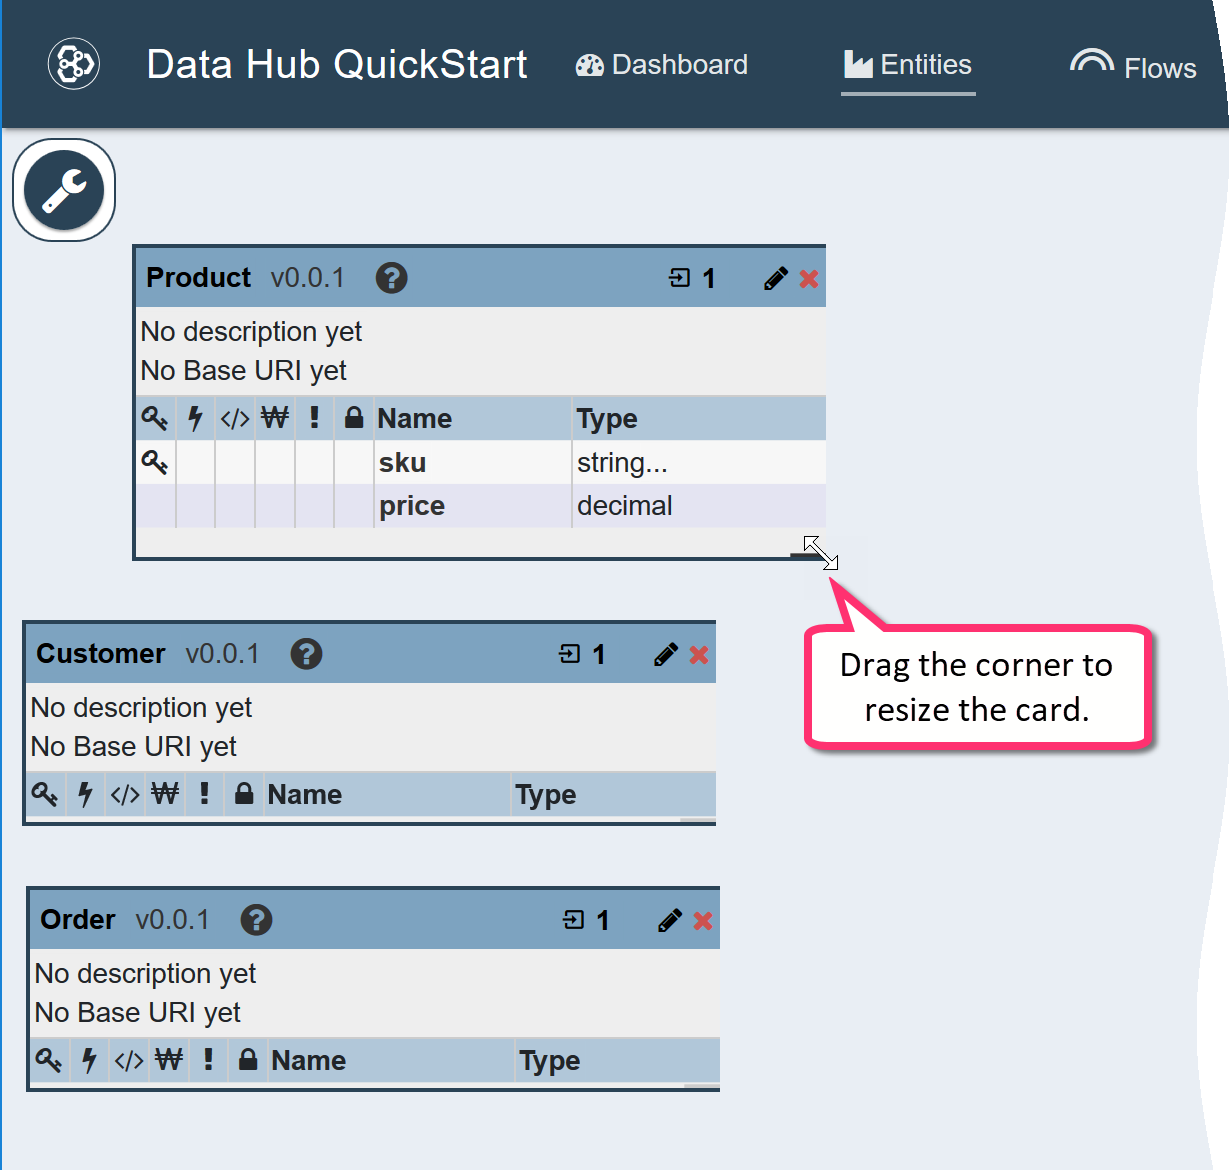 Data Hub QuickStart Dashboard Entities Flows
Product v0.0.1 ? 1
No description yet
No Base URI yet
</> ₩ ! Name Type
sku string...
price decimal
Drag the corner to
resize the card.
Customer v0.0.1 ? 1
No description yet
No Base URI yet
</> ₩ ! Name Type
Order v0.0.1 ? 1
No description yet
No Base URI yet
</> ₩ ! Name Type